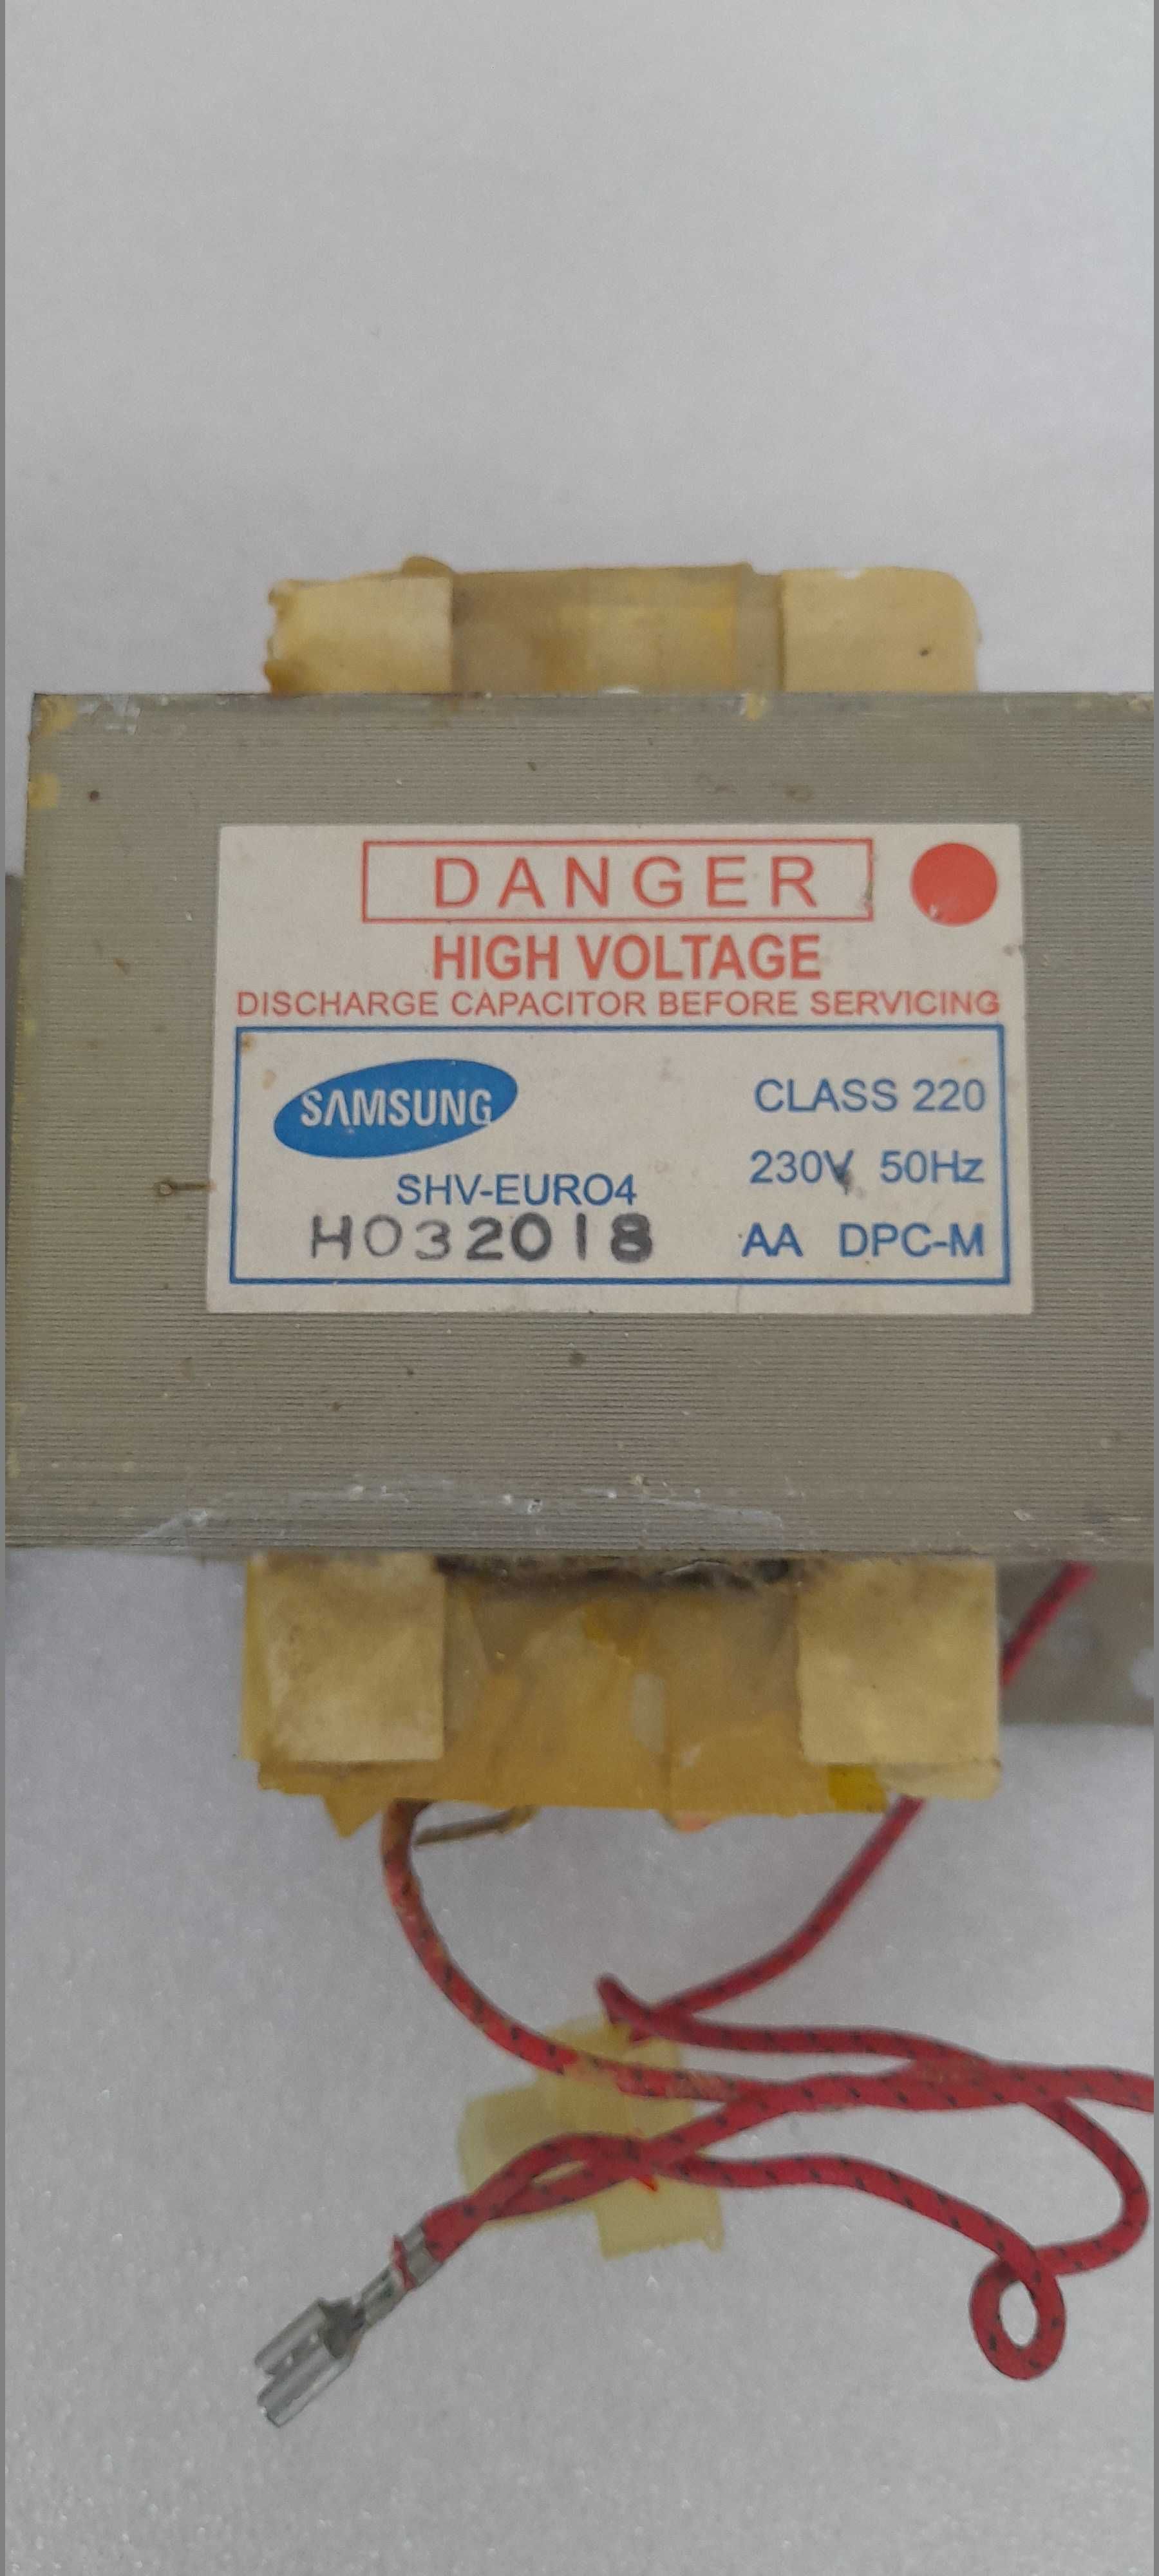 DANGER
HIGH VOLTAGE
DISCHARGE CAPACITOR BEFORE SERVICING
SAMSUNG
CLASS 220
230V 50Hz
SHV-EURO4
H032018
AA DPC-M